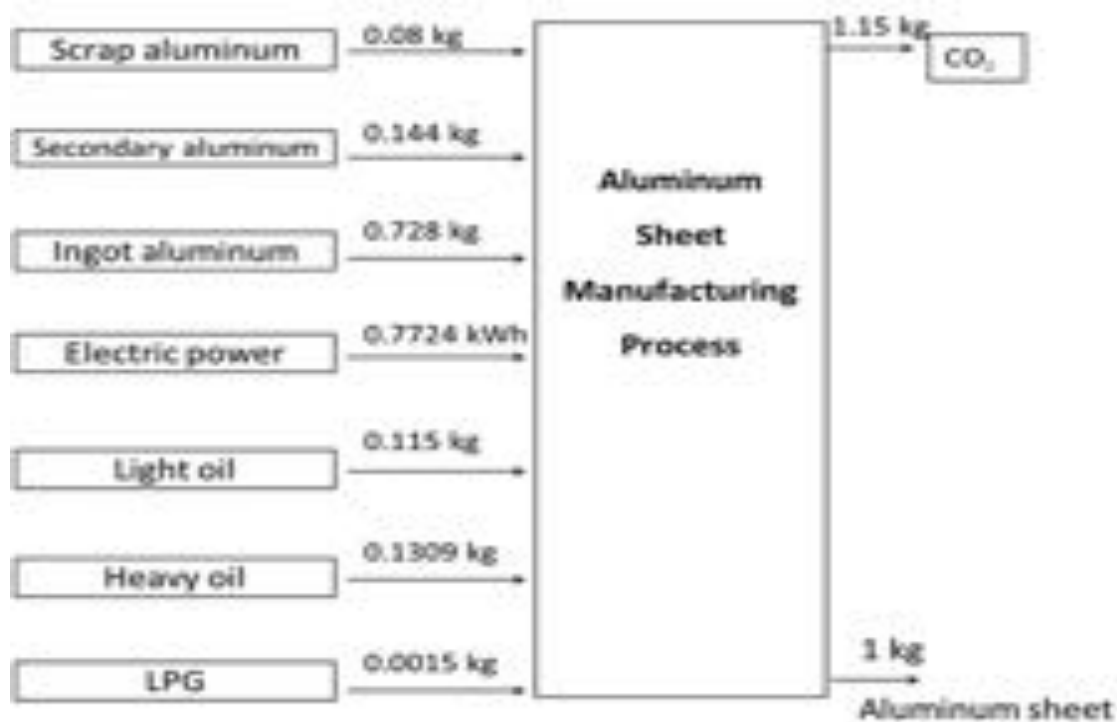 Scrap aluminum
0.08 kg
Secondary aluminum
0.144 kg
Ingot aluminum
0.728 kg
Electric power
0.7724 kWh
Light oil
0.115 kg
Heavy oil
0.1309 kg
LPG
0.0015 kg
Aluminum
Sheet
Manufacturing
Process
1.15 kg
CO₂
1 kg
Aluminum sheet